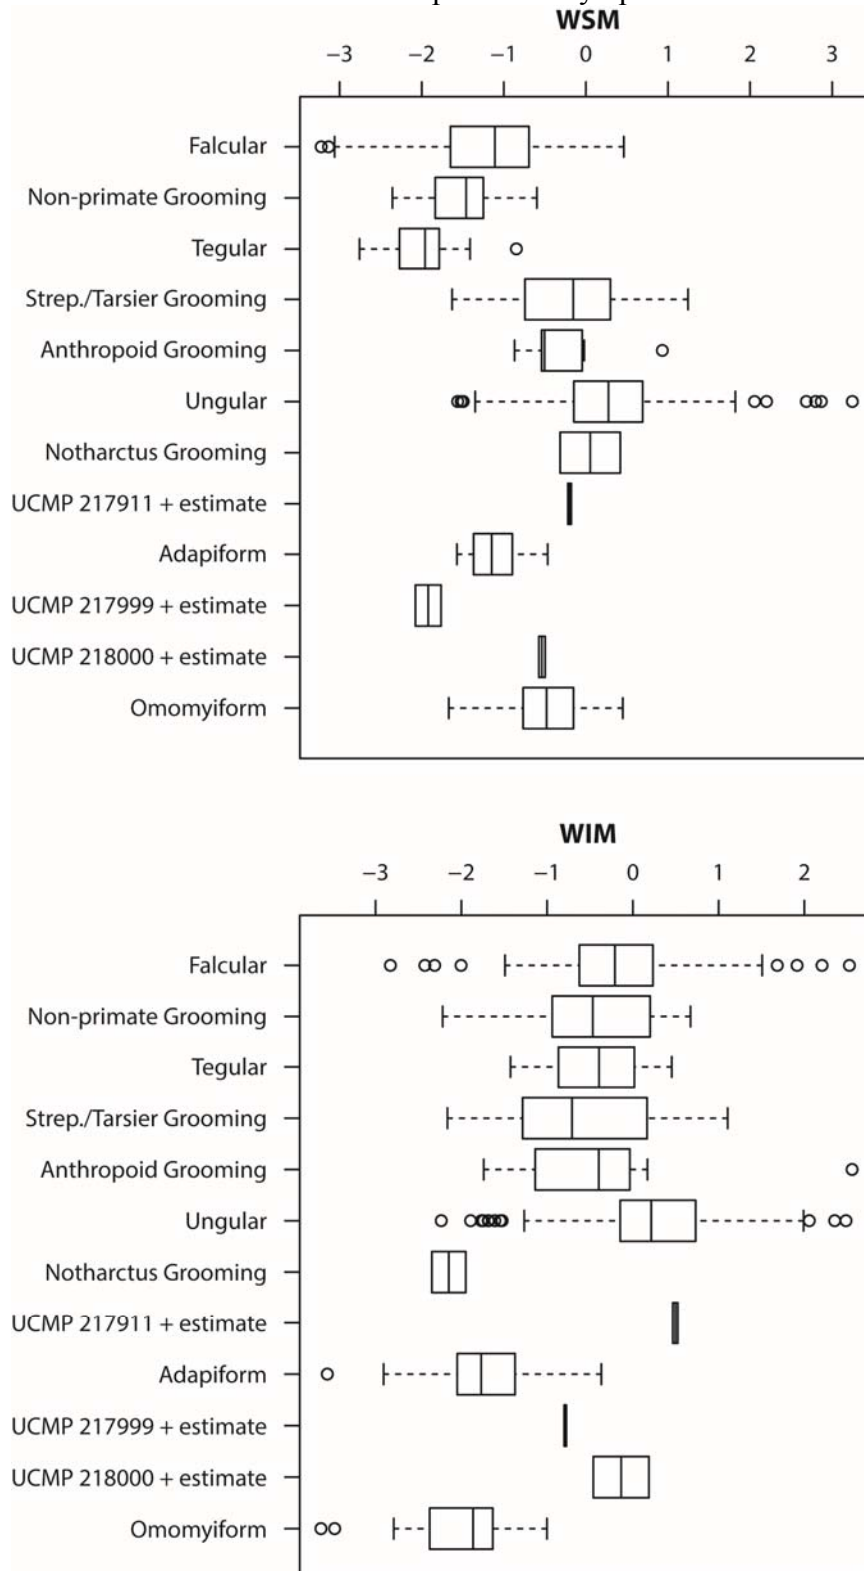 WSM
−3 −2 −1 0 1 2 3
Falcular
Non-primate Grooming
Tegular
Strep./Tarsier Grooming
Anthropoid Grooming
Ungular
Notharctus Grooming
UCMP 217911 + estimate
Adapiform
UCMP 217999 + estimate
UCMP 218000 + estimate
Omomyiform
WIM
−3 −2 −1 0 1 2
Falcular
Non-primate Grooming
Tegular
Strep./Tarsier Grooming
Anthropoid Grooming
Ungular
Notharctus Grooming
UCMP 217911 + estimate
Adapiform
UCMP 217999 + estimate
UCMP 218000 + estimate
Omomyiform